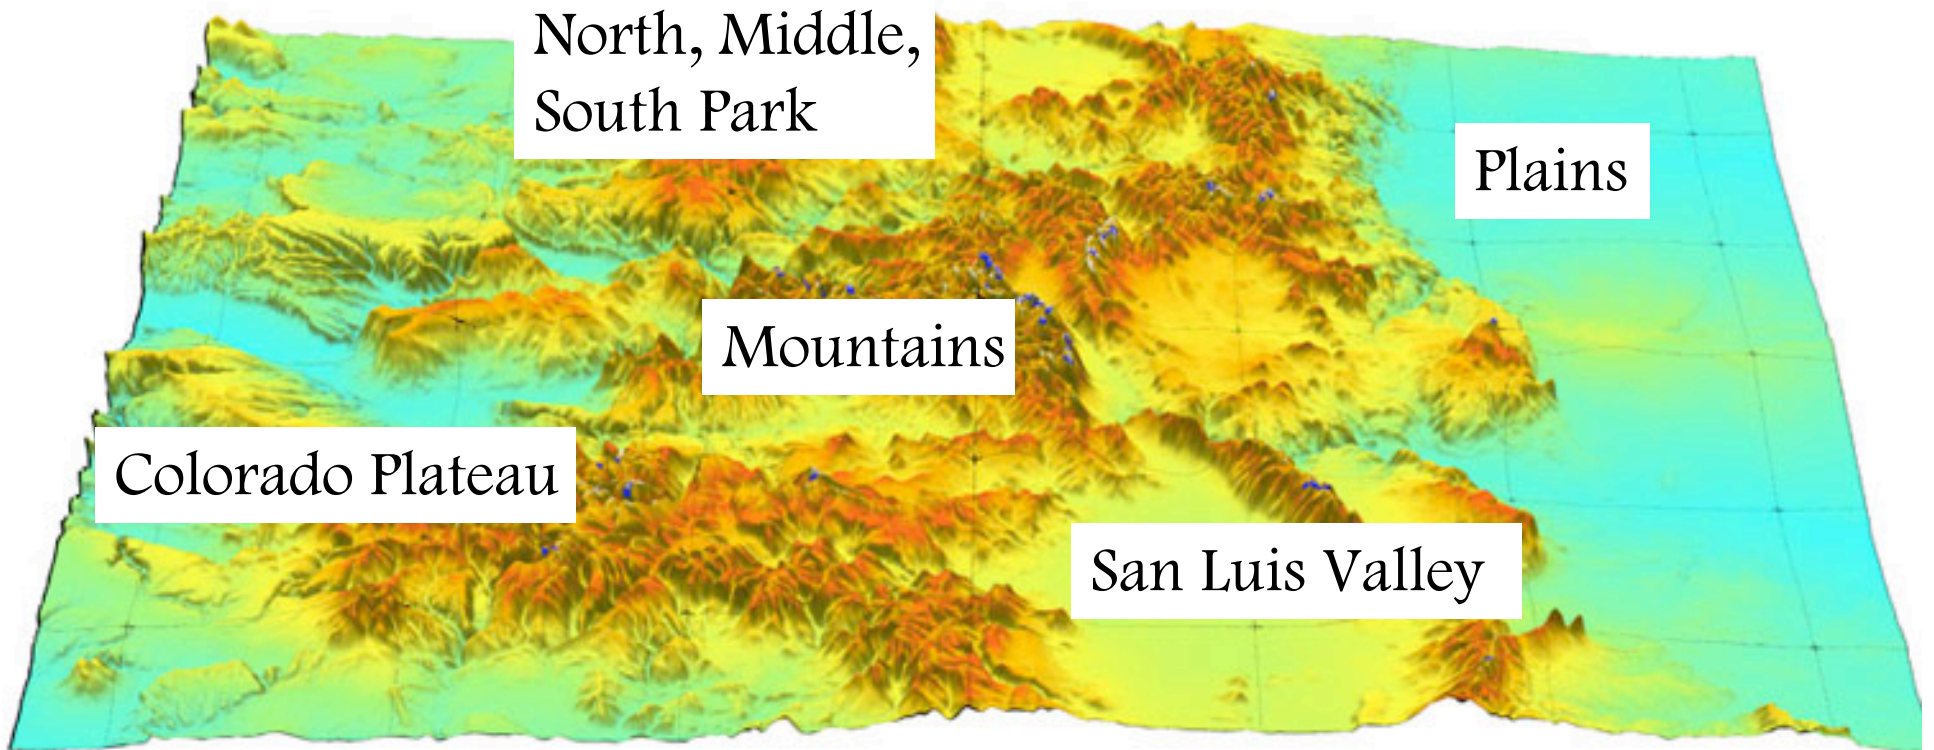 North, Middle,
South Park
Plains
Mountains
Colorado Plateau
San Luis Valley